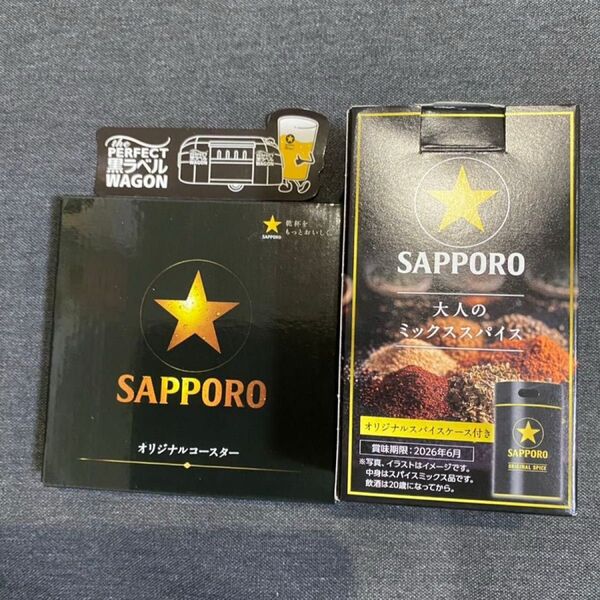 the
PERFECT
黒ラベル
WAGON
SAPPORO
乾杯を
もっとおいしく。
SAPPORO
オリジナルコースター
SAPPORO
大人の
ミックススパイス
オリジナルスパイスケース付き
賞味期限:2026年6月
※写真、イラストはイメージです。
中身はスパイスミックス品です。
飲酒は20歳になってから。
SAPPORO
ORIGINAL SPICE